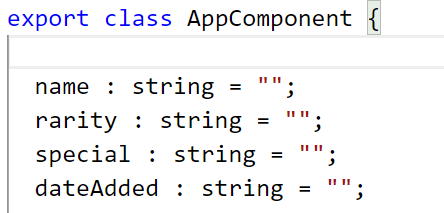 export class AppComponent {
name : string = "";
rarity : string = "";
special : string = "";
dateAdded : string = "";